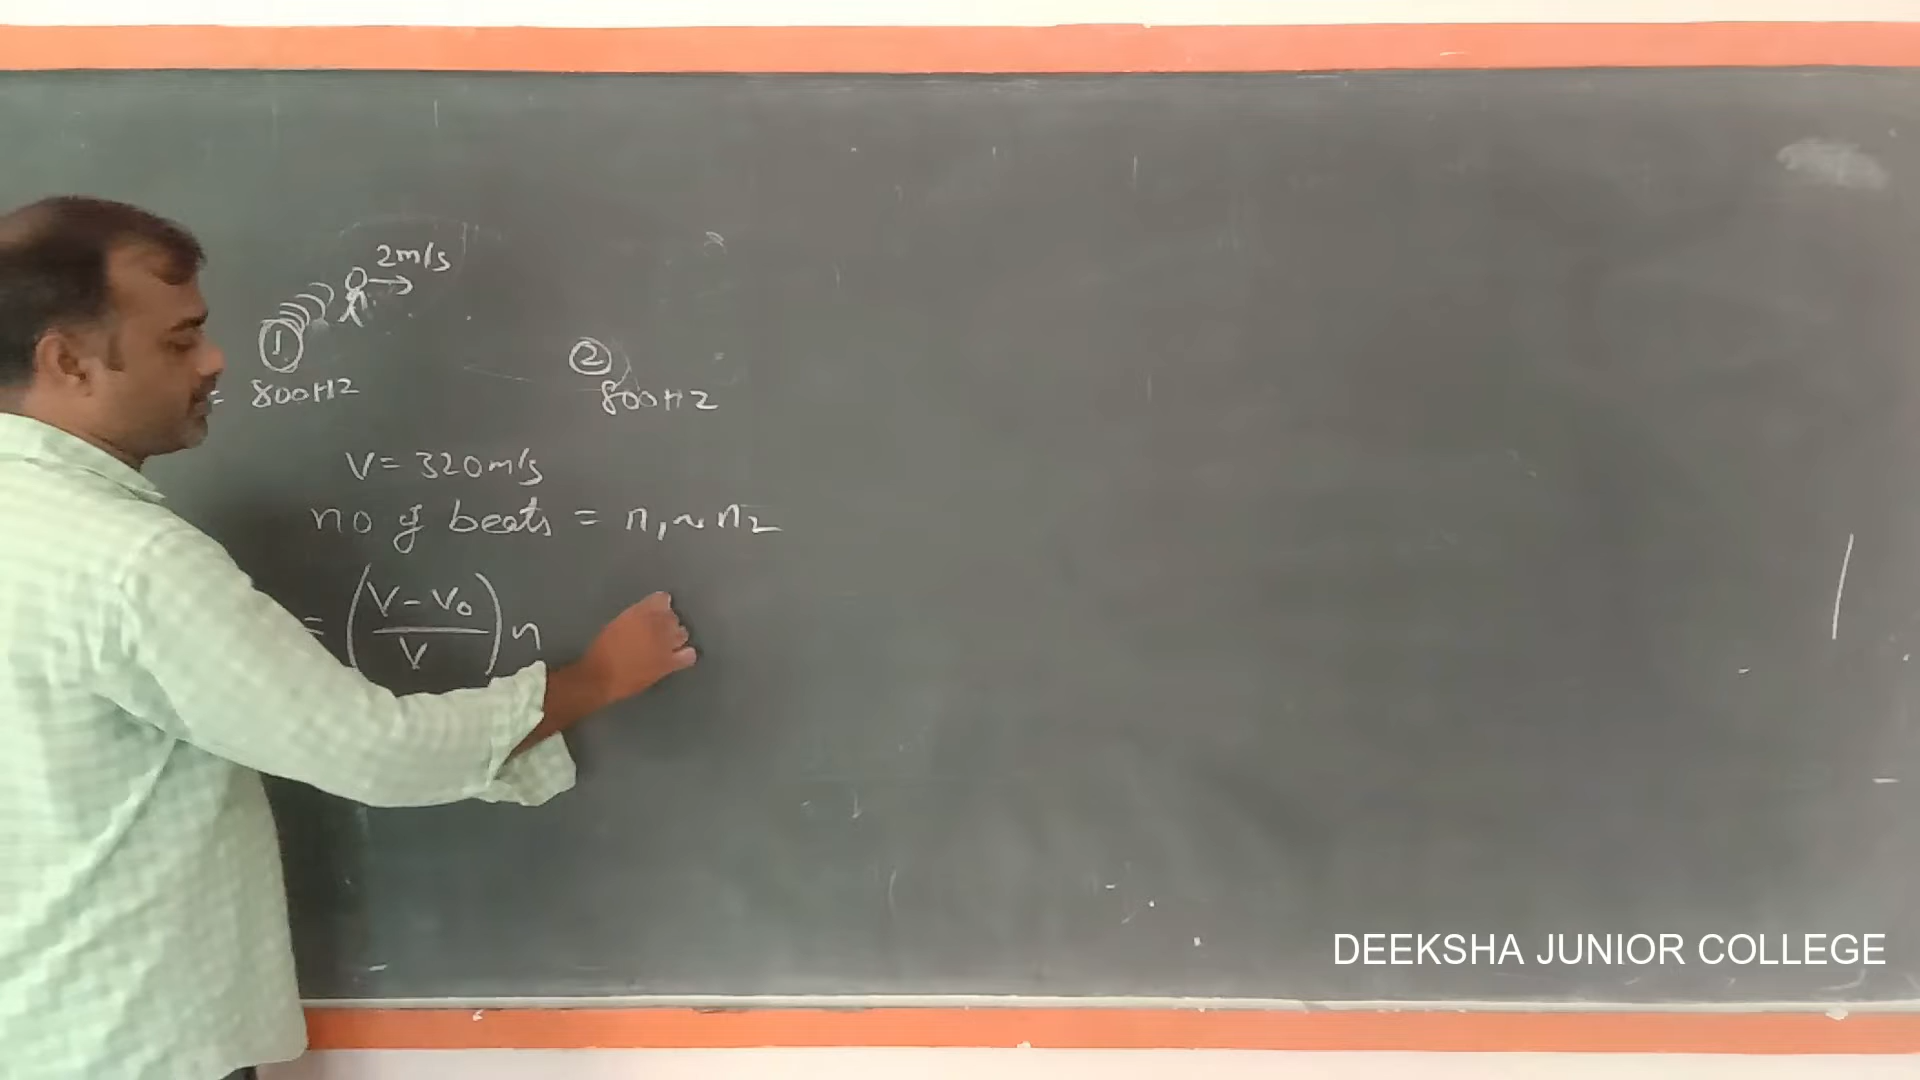 2m/s
1
2
= 800HZ
800HZ
V = 320m/s
no of beats = n₁ ~ n₂
= (V - V₀ / V) n
DEEKSHA JUNIOR COLLEGE